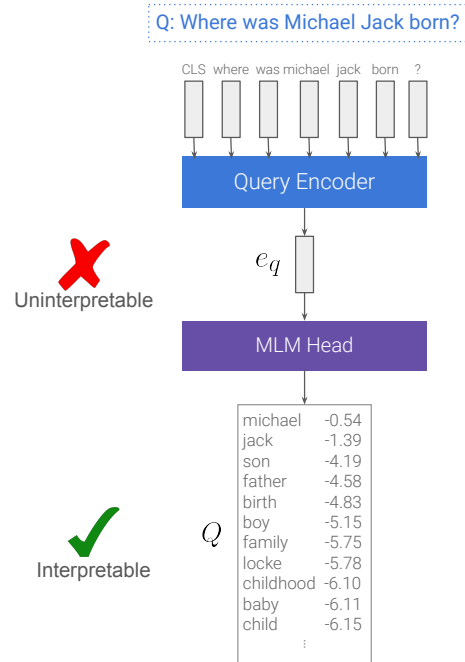 Q: Where was Michael Jack born?
CLS where was michael jack born ?
Query Encoder
e_q
Uninterpretable
MLM Head
michael -0.54
jack -1.39
son -4.19
father -4.58
birth -4.83
boy -5.15
Q
family -5.75
locke -5.78
Interpretable
childhood -6.10
baby -6.11
child -6.15
⋮